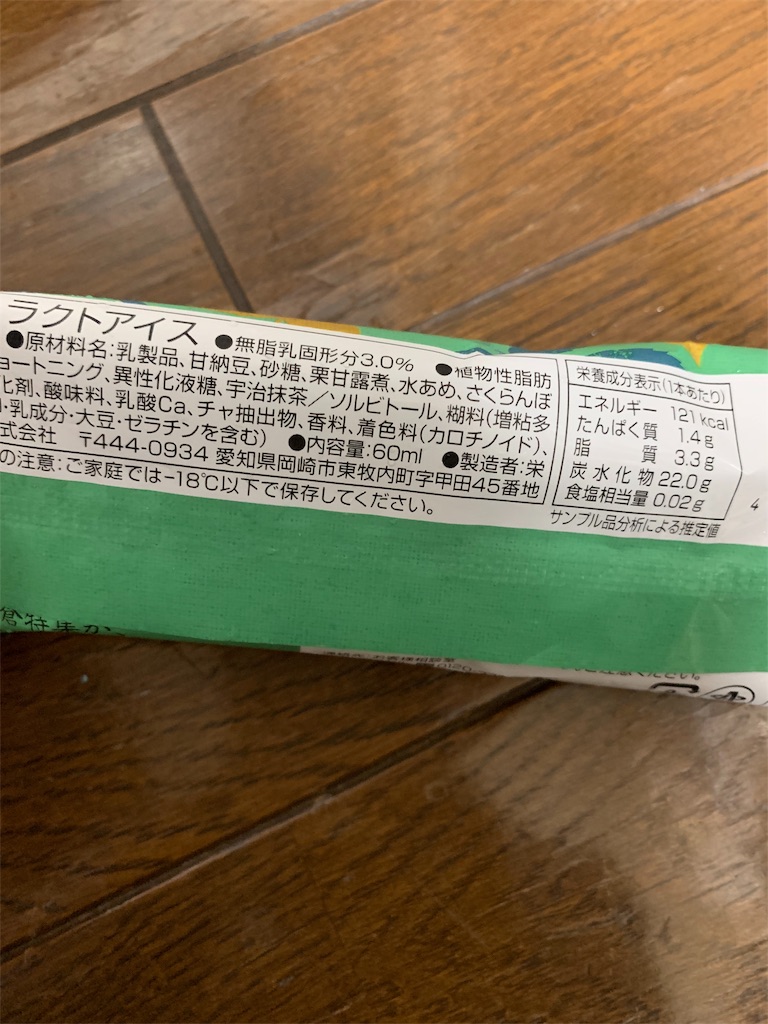 ラクトアイス ●無脂乳固形分3.0% ●植物性脂肪
●原材料名:乳製品、甘納豆、砂糖、栗甘露煮、水あめ、さくらんぼ
ョートニング、異性化液糖、宇治抹茶/ソルビトール、糊料(増粘多
化剤、酸味料、乳酸Ca、チャ抽出物、香料、着色料(カロチノイド)、
・乳成分・大豆・ゼラチンを含む) ●内容量:60ml ●製造者:栄
式会社 〒444-0934 愛知県岡崎市東牧内町字甲田45番地
の注意:ご家庭では-18℃以下で保存してください。
栄養成分表示(1本あたり)
エネルギー 121kcal
たんぱく質 1.4g
脂質 3.3g
炭水化物 22.0g
食塩相当量 0.02g
サンプル品分析による推定値
4